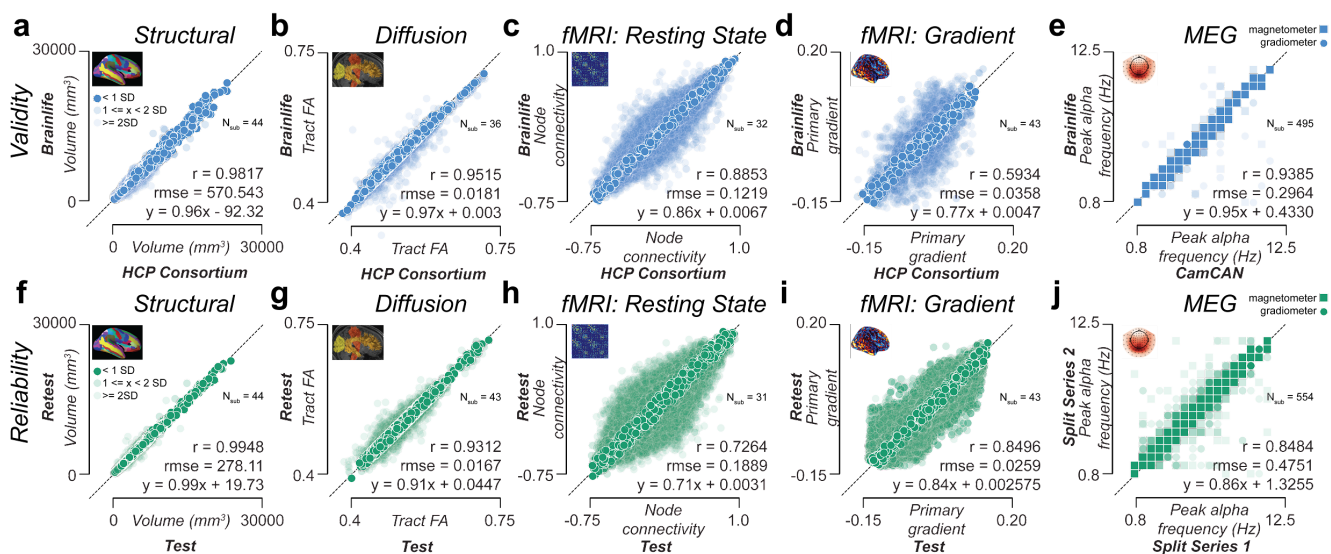 a Structural
Validity
Brainlife
Volume (mm³)
30000
0
< 1 SD
1 <= x < 2 SD
>= 2SD
Nsub = 44
r = 0.9817
rmse = 570.543
y = 0.96x - 92.32
0 Volume (mm³) 30000
HCP Consortium
b Diffusion
Brainlife
Tract FA
0.75
0.4
Nsub = 36
r = 0.9515
rmse = 0.0181
y = 0.97x + 0.003
0.4 Tract FA 0.75
HCP Consortium
c fMRI: Resting State
Brainlife
Node
connectivity
1.0
-0.75
Nsub = 32
r = 0.8853
rmse = 0.1219
y = 0.86x + 0.0067
-0.75 Node 1.0
connectivity
HCP Consortium
d fMRI: Gradient
Brainlife
Primary
gradient
0.20
-0.15
Nsub = 43
r = 0.5934
rmse = 0.0358
y = 0.77x + 0.0047
-0.15 Primary 0.20
gradient
HCP Consortium
e MEG
magnetometer
gradiometer
Brainlife
Peak alpha
frequency (Hz)
12.5
0.8
Nsub = 495
r = 0.9385
rmse = 0.2964
y = 0.95x + 0.4330
0.8 Peak alpha 12.5
frequency (Hz)
CamCAN
f Structural
Reliability
Retest
Volume (mm³)
30000
0
< 1 SD
1 <= x < 2 SD
>= 2SD
Nsub = 44
r = 0.9948
rmse = 278.11
y = 0.99x + 19.73
0 Volume (mm³) 30000
Test
g Diffusion
Retest
Tract FA
0.75
0.4
Nsub = 43
r = 0.9312
rmse = 0.0167
y = 0.91x + 0.0447
0.4 Tract FA 0.75
Test
h fMRI: Resting State
Retest
Node
connectivity
1.0
-0.75
Nsub = 31
r = 0.7264
rmse = 0.1889
y = 0.71x + 0.0031
-0.75 Node 1.0
connectivity
Test
i fMRI: Gradient
Retest
Primary
gradient
0.20
-0.15
Nsub = 43
r = 0.8496
rmse = 0.0259
y = 0.84x + 0.002575
-0.15 Primary 0.20
gradient
Test
j MEG
magnetometer
gradiometer
Split Series 2
Peak alpha
frequency (Hz)
12.5
0.8
Nsub = 554
r = 0.8484
rmse = 0.4751
y = 0.86x + 1.3255
0.8 Peak alpha 12.5
frequency (Hz)
Split Series 1